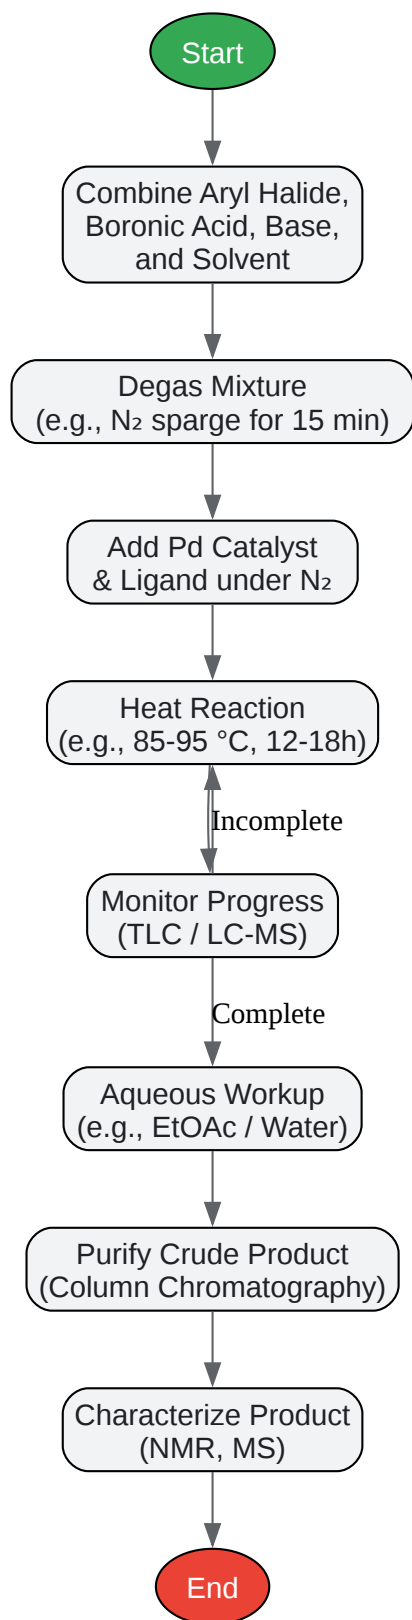 Start
Combine Aryl Halide,
Boronic Acid, Base,
and Solvent
Degas Mixture
(e.g., N₂ sparge for 15 min)
Add Pd Catalyst
& Ligand under N₂
Heat Reaction
(e.g., 85-95 °C, 12-18h)
Incomplete
Monitor Progress
(TLC / LC-MS)
Complete
Aqueous Workup
(e.g., EtOAc / Water)
Purify Crude Product
(Column Chromatography)
Characterize Product
(NMR, MS)
End